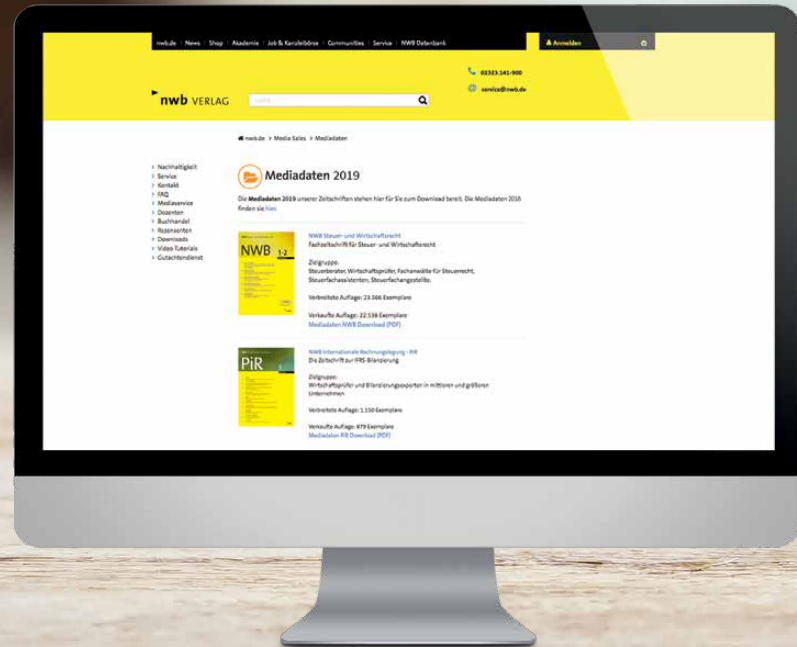 nwb.de | News | Shop | Akademie | Job & Kanzleibörse | Communities | Service | NWB Datenbank
Anmelden
02323.141-900
service@nwb.de
nwb VERLAG
nwb.de > Media Sales > Mediadaten
Nachhaltigkeit
Service
Kontakt
FAQ
Mediaservice
Dozenten
Buchhandel
Rezensenten
Downloads
Video Tutorials
Gutachtendienst
Mediadaten 2019
Die Mediadaten 2019 unserer Zeitschriften stehen hier für Sie zum Download bereit. Die Mediadaten 2018
finden sie hier.
NWB 1-2
NWB Steuer- und Wirtschaftsrecht
Fachzeitschrift für Steuer- und Wirtschaftsrecht
Zielgruppe:
Steuerberater, Wirtschaftsprüfer, Fachanwälte für Steuerrecht,
Steuerfachassistenten, Steuerfachangestellte.
Verbreitete Auflage: 23.566 Exemplare
Verkaufte Auflage: 22.538 Exemplare
Mediadaten NWB Download (PDF)
PiR
NWB Internationale Rechnungslegung - PiR
Die Zeitschrift zur IFRS-Bilanzierung
Zielgruppe:
Wirtschaftsprüfer und Bilanzierungsexperten in mittleren und größeren
Unternehmen
Verbreitete Auflage: 1.150 Exemplare
Verkaufte Auflage: 879 Exemplare
Mediadaten PiR Download (PDF)